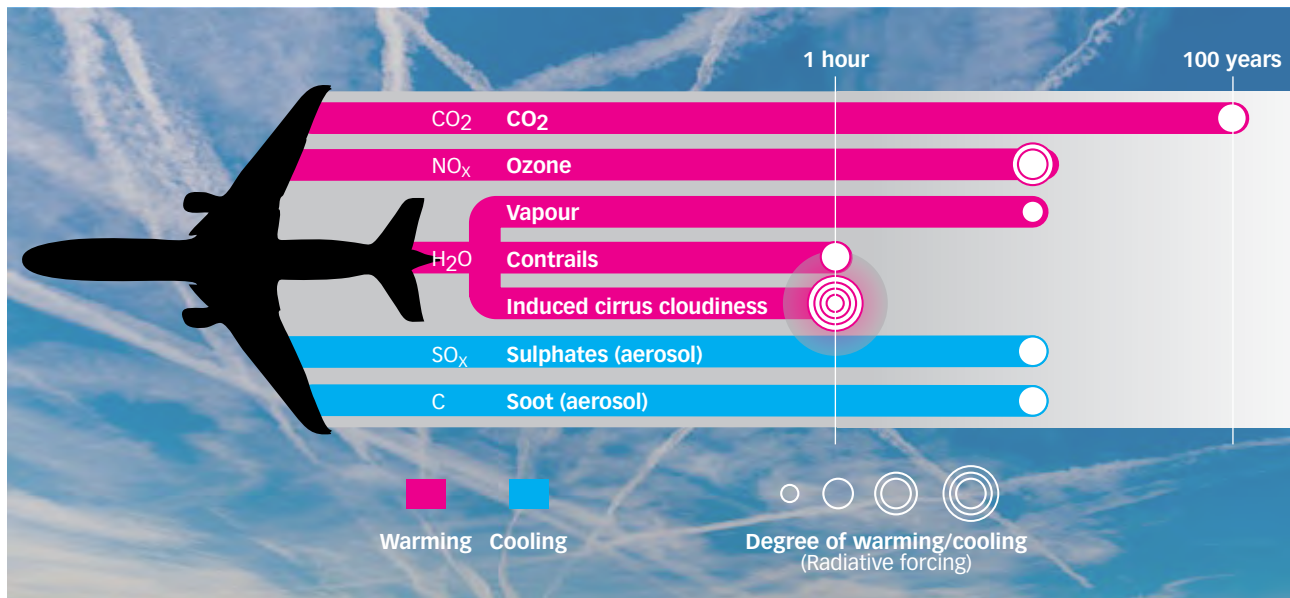 1 hour 100 years
CO₂ CO₂
NOₓ Ozone
Vapour
H₂O Contrails
Induced cirrus cloudiness
SOₓ Sulphates (aerosol)
C Soot (aerosol)
Warming Cooling
Degree of warming/cooling
(Radiative forcing)